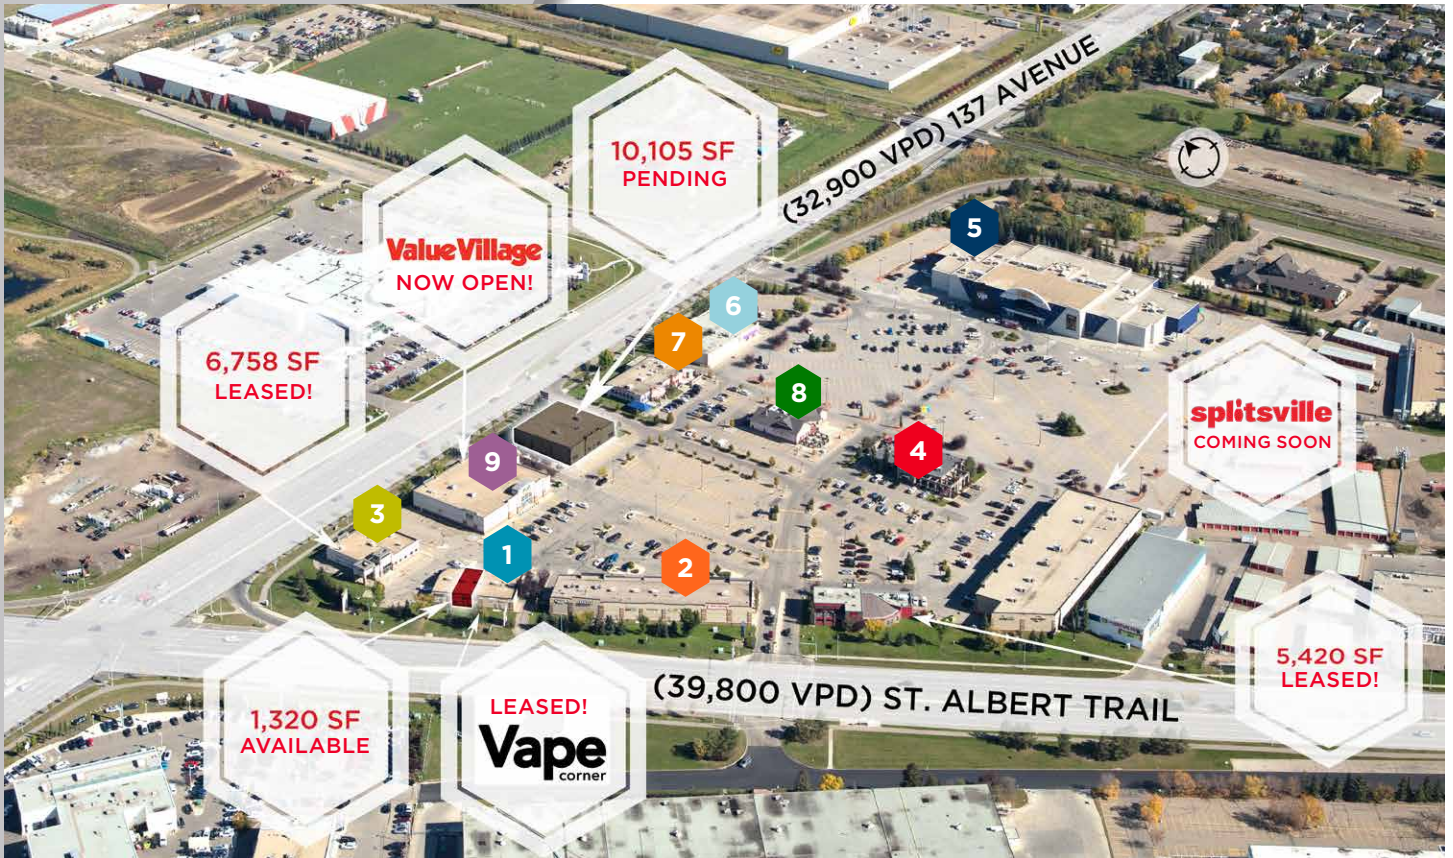 10,105 SF
PENDING
(32,900 VPD) 137 AVENUE
ValueVillage
NOW OPEN!
5
6
7
6,758 SF
LEASED!
8
splitsville
COMING SOON
4
9
3
1
2
5,420 SF
LEASED!
(39,800 VPD) ST. ALBERT TRAIL
1,320 SF
AVAILABLE
LEASED!
Vape
corner